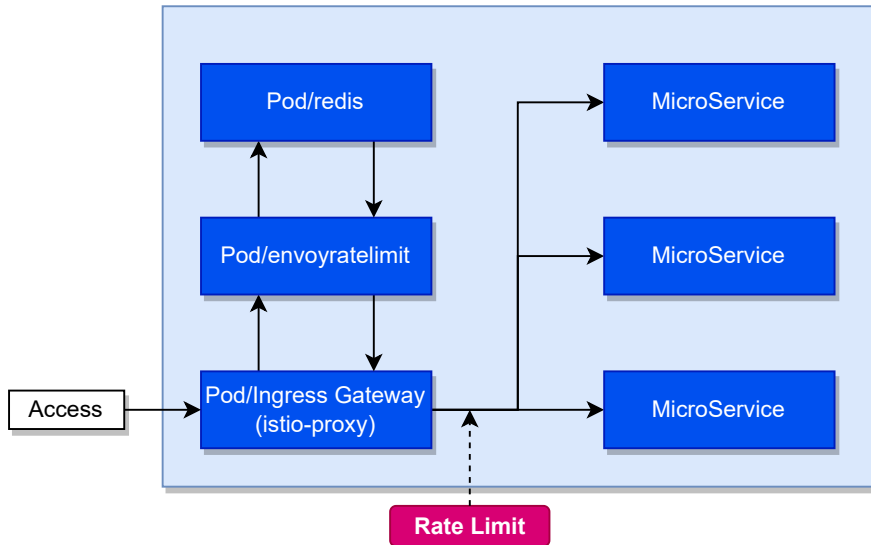 Pod/redis
MicroService
Pod/envoyratelimit
MicroService
Access
Pod/Ingress Gateway
(istio-proxy)
MicroService
Rate Limit